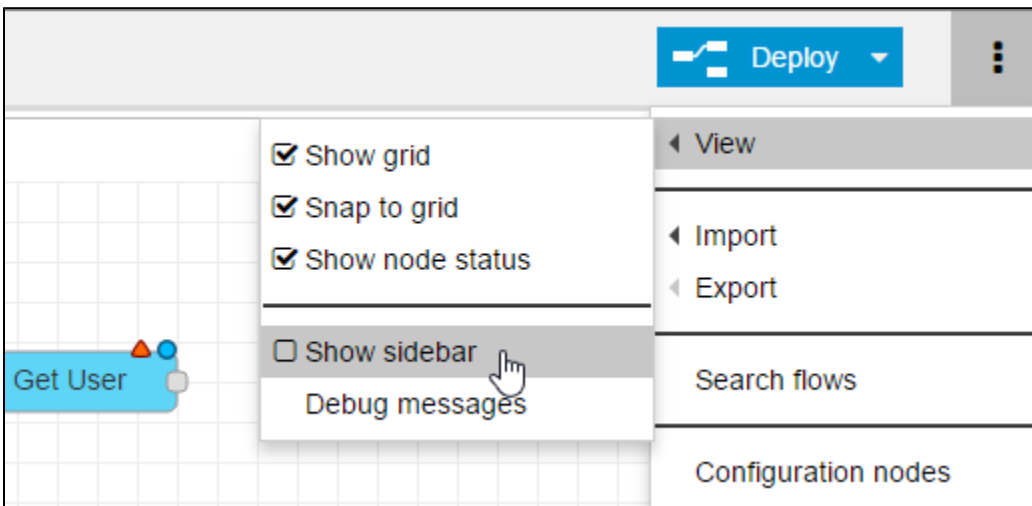 Deploy
Show grid
Snap to grid
Show node status
Show sidebar
Debug messages
View
Import
Export
Search flows
Configuration nodes
Get User